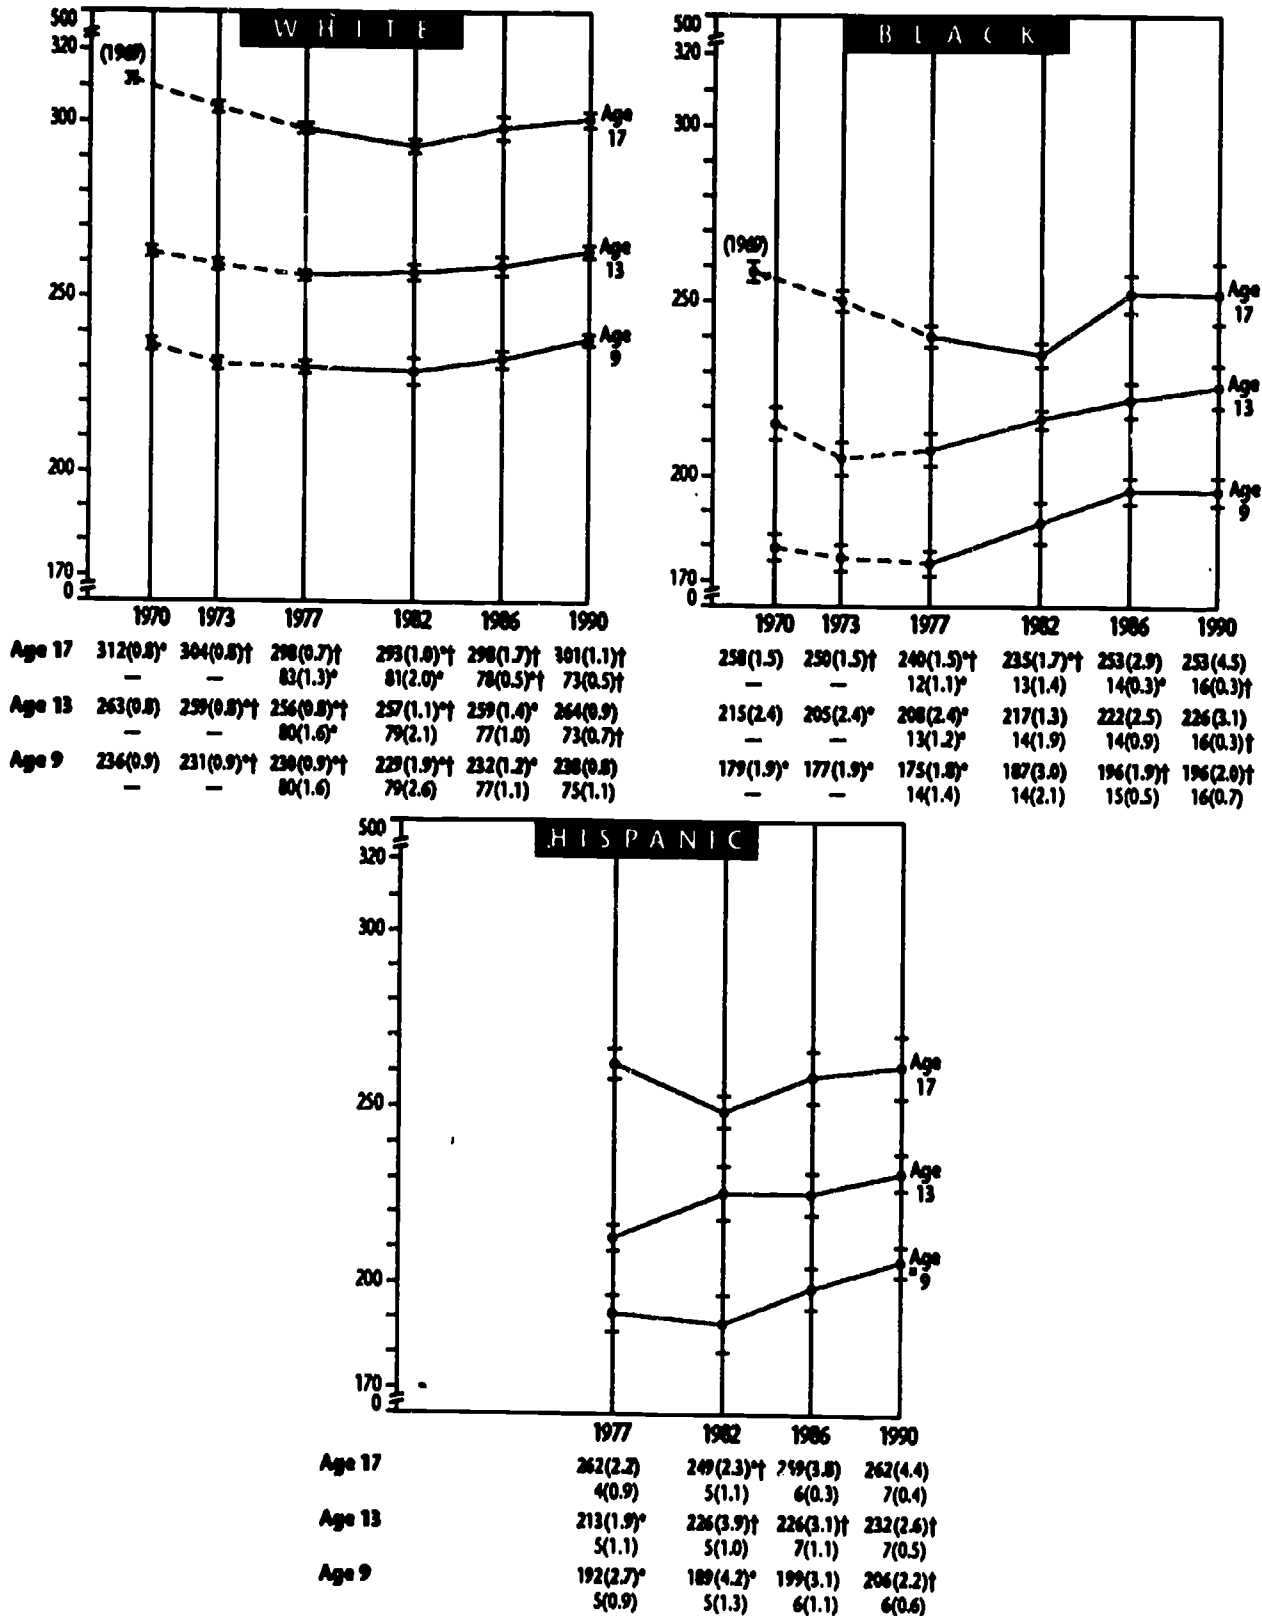 WHITE
500
320
(1969)
300
250
200
170
0
Age 17
Age 13
Age 9
1970 1973 1977 1982 1986 1990
Age 17 312(0.8)* 304(0.8)† 298(0.7)† 293(1.0)*† 298(1.7)† 301(1.1)†
— — 83(1.3)* 81(2.0)* 78(0.5)*† 73(0.5)†
Age 13 263(0.8) 259(0.8)*† 256(0.8)*† 257(1.1)*† 259(1.4)* 264(0.9)
— — 80(1.6)* 79(2.1) 77(1.0) 73(0.7)†
Age 9 236(0.9) 231(0.9)*† 230(0.9)*† 229(1.9)*† 232(1.2)* 238(0.8)
— — 80(1.6) 79(2.6) 77(1.1) 75(1.1)
BLACK
500
320
300
(1969)
250
200
170
0
Age 17
Age 13
Age 9
1970 1973 1977 1982 1986 1990
258(1.5) 250(1.5)† 240(1.5)*† 235(1.7)*† 253(2.9) 253(4.5)
— — 12(1.1)* 13(1.4) 14(0.3)* 16(0.3)†
215(2.4) 205(2.4)* 208(2.4)* 217(1.3) 222(2.5) 226(3.1)
— — 13(1.2)* 14(1.9) 14(0.9) 16(0.3)†
179(1.9)* 177(1.9)* 175(1.8)* 187(3.0) 196(1.9)† 196(2.0)†
— — 14(1.4) 14(2.1) 15(0.5) 16(0.7)
HISPANIC
500
320
300
250
200
170
0
Age 17
Age 13
Age 9
1977 1982 1986 1990
Age 17 262(2.2) 249(2.3)*† 259(3.8) 262(4.4)
4(0.9) 5(1.1) 6(0.3) 7(0.4)
Age 13 213(1.9)* 226(3.9)† 226(3.1)† 232(2.6)†
5(1.1) 5(1.0) 7(1.1) 7(0.5)
Age 9 192(2.7)* 189(4.2)* 199(3.1) 206(2.2)†
5(0.9) 5(1.3) 6(1.1) 6(0.6)